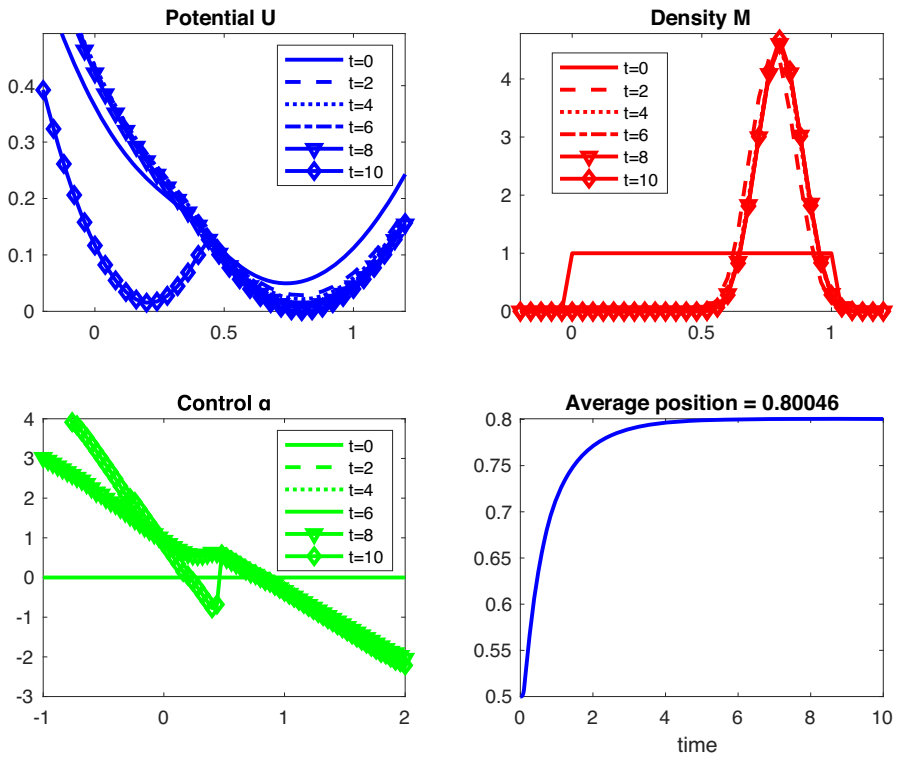 Potential U
0.4
0.3
0.2
0.1
0
0
0.5
1
t=0
t=2
t=4
t=6
t=8
t=10
Density M
4
3
2
1
0
0
0.5
1
t=0
t=2
t=4
t=6
t=8
t=10
Control α
4
3
2
1
0
-1
-2
-3
-1
0
1
2
t=0
t=2
t=4
t=6
t=8
t=10
Average position = 0.80046
0.8
0.75
0.7
0.65
0.6
0.55
0.5
0
2
4
6
8
10
time